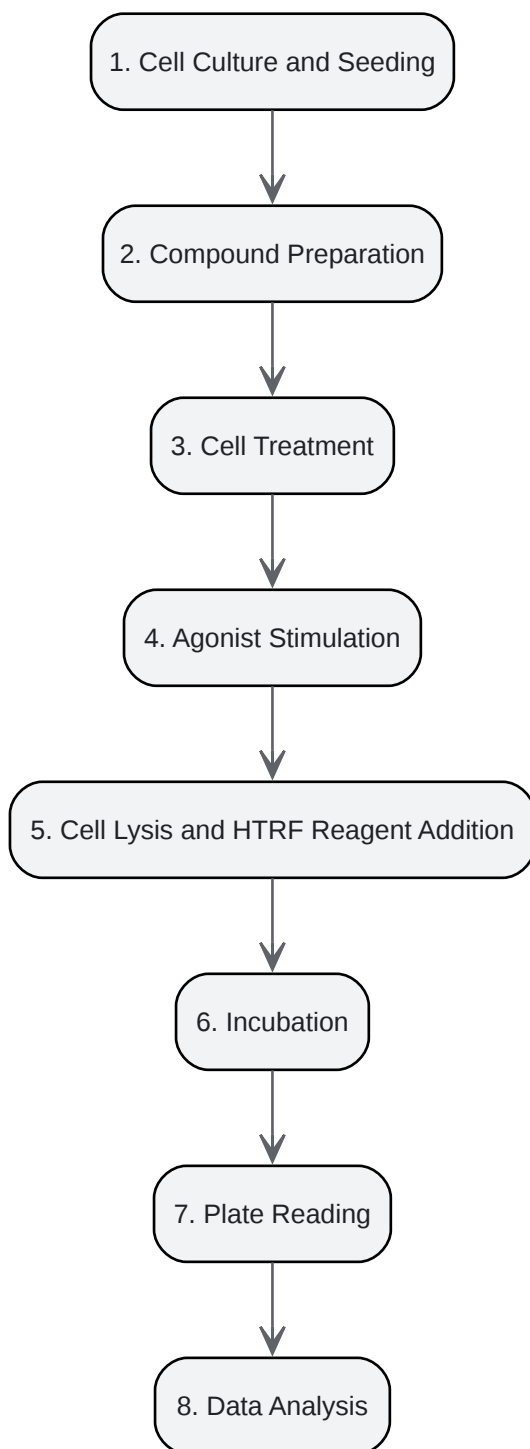 1. Cell Culture and Seeding
2. Compound Preparation
3. Cell Treatment
4. Agonist Stimulation
5. Cell Lysis and HTRF Reagent Addition
6. Incubation
7. Plate Reading
8. Data Analysis